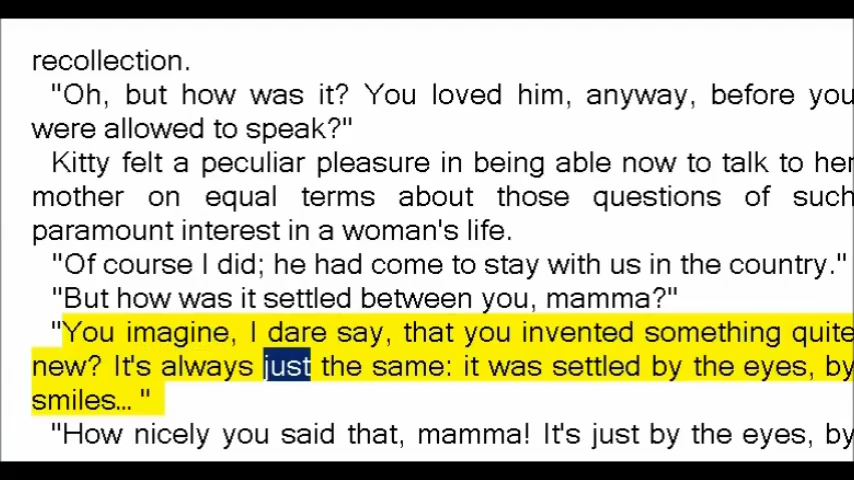 recollection.
"Oh, but how was it? You loved him, anyway, before you
were allowed to speak?"
Kitty felt a peculiar pleasure in being able now to talk to her
mother on equal terms about those questions of such
paramount interest in a woman's life.
"Of course I did; he had come to stay with us in the country."
"But how was it settled between you, mamma?"
"You imagine, I dare say, that you invented something quite
new? It's always just the same: it was settled by the eyes, by
smiles... "
"How nicely you said that, mamma! It's just by the eyes, by